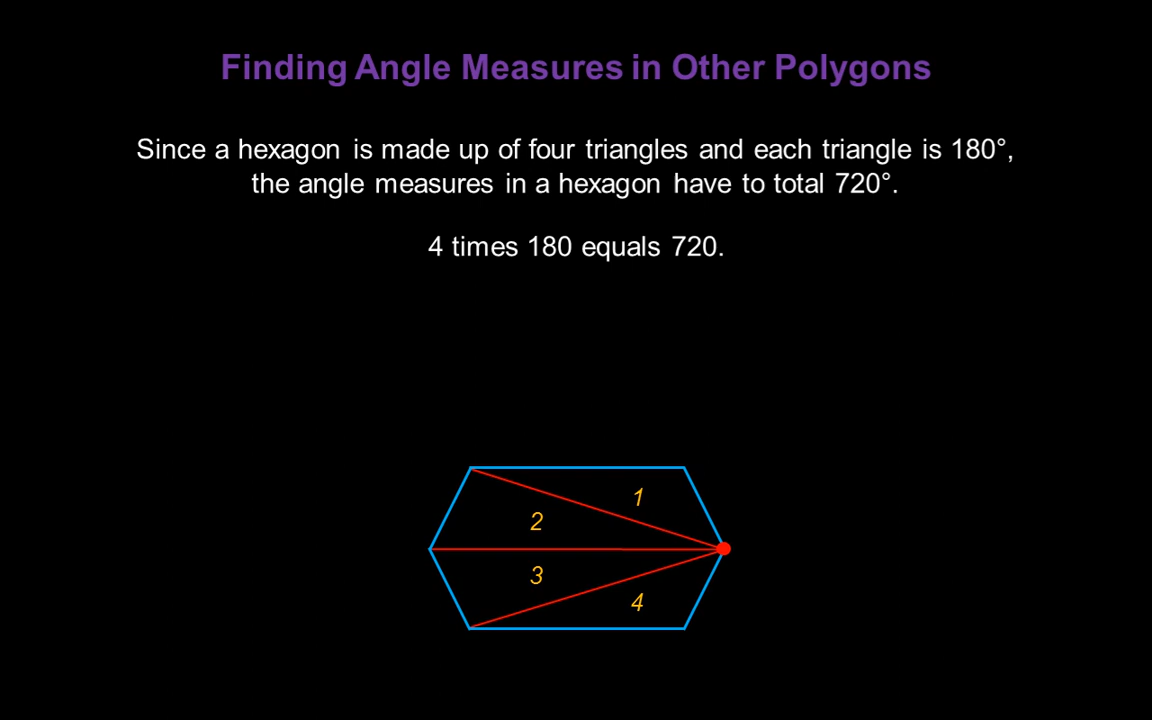 Finding Angle Measures in Other Polygons
Since a hexagon is made up of four triangles and each triangle is 180°,
the angle measures in a hexagon have to total 720°.
4 times 180 equals 720.
1
2
3
4